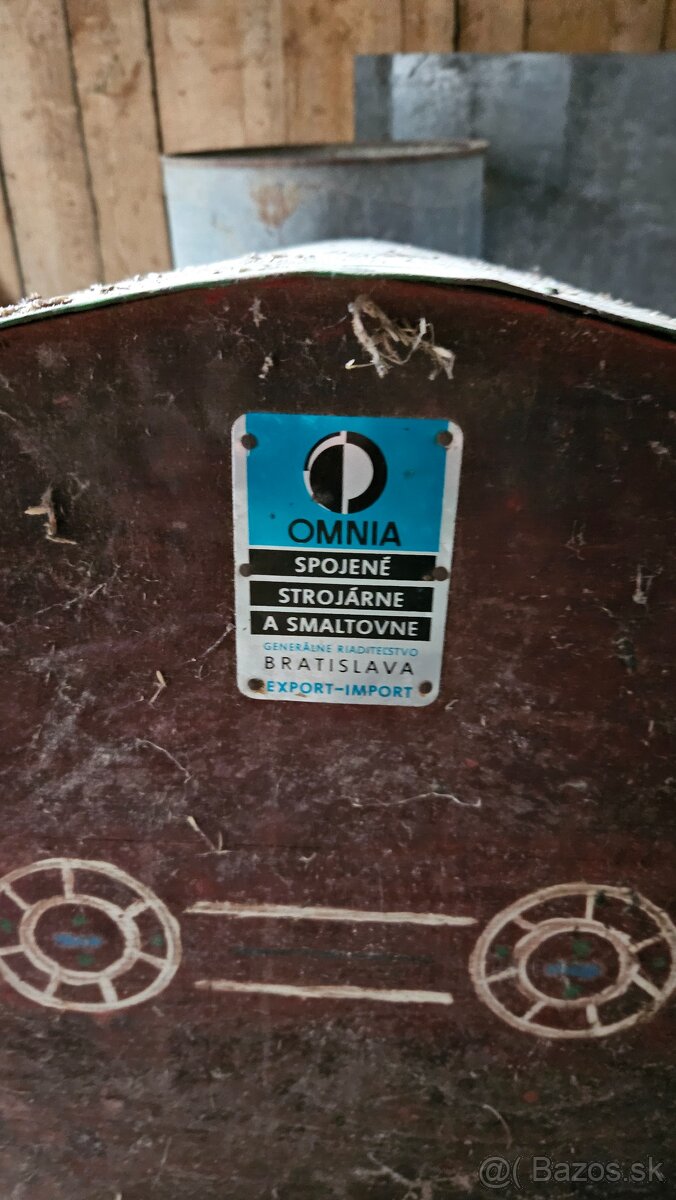 OMNIA
SPOJENÉ
STROJÁRNE
A SMALTOVNE
GENERÁLNE RIADITEĽSTVO
BRATISLAVA
EXPORT-IMPORT
@( Bazos.sk